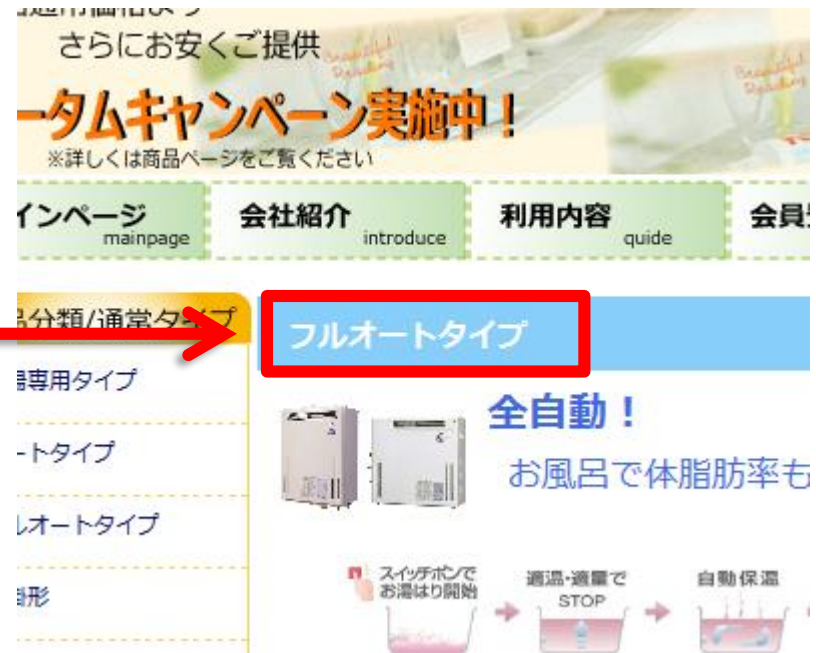 さらにお安くご提供
ータムキャンペーン実施中！
※詳しくは商品ページをご覧ください
インページ
mainpage
会社紹介
introduce
利用内容
quide
会員
分類/通常タイプ
専用タイプ
ートタイプ
ルオートタイプ
掛形
フルオートタイプ
全自動！
お風呂で体脂肪率も
スイッチポンで
お湯はり開始
適温・適量で
STOP
自動保温